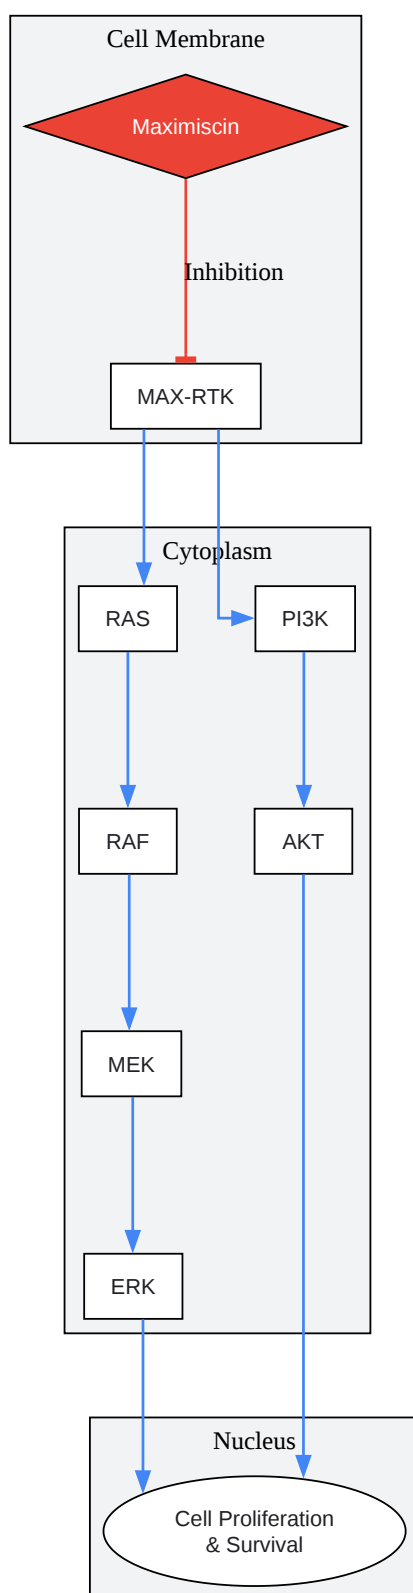 Cell Membrane
Maximiscin
Inhibition
MAX-RTK
Cytoplasm
RAS
PI3K
RAF
AKT
MEK
ERK
Nucleus
Cell Proliferation
& Survival